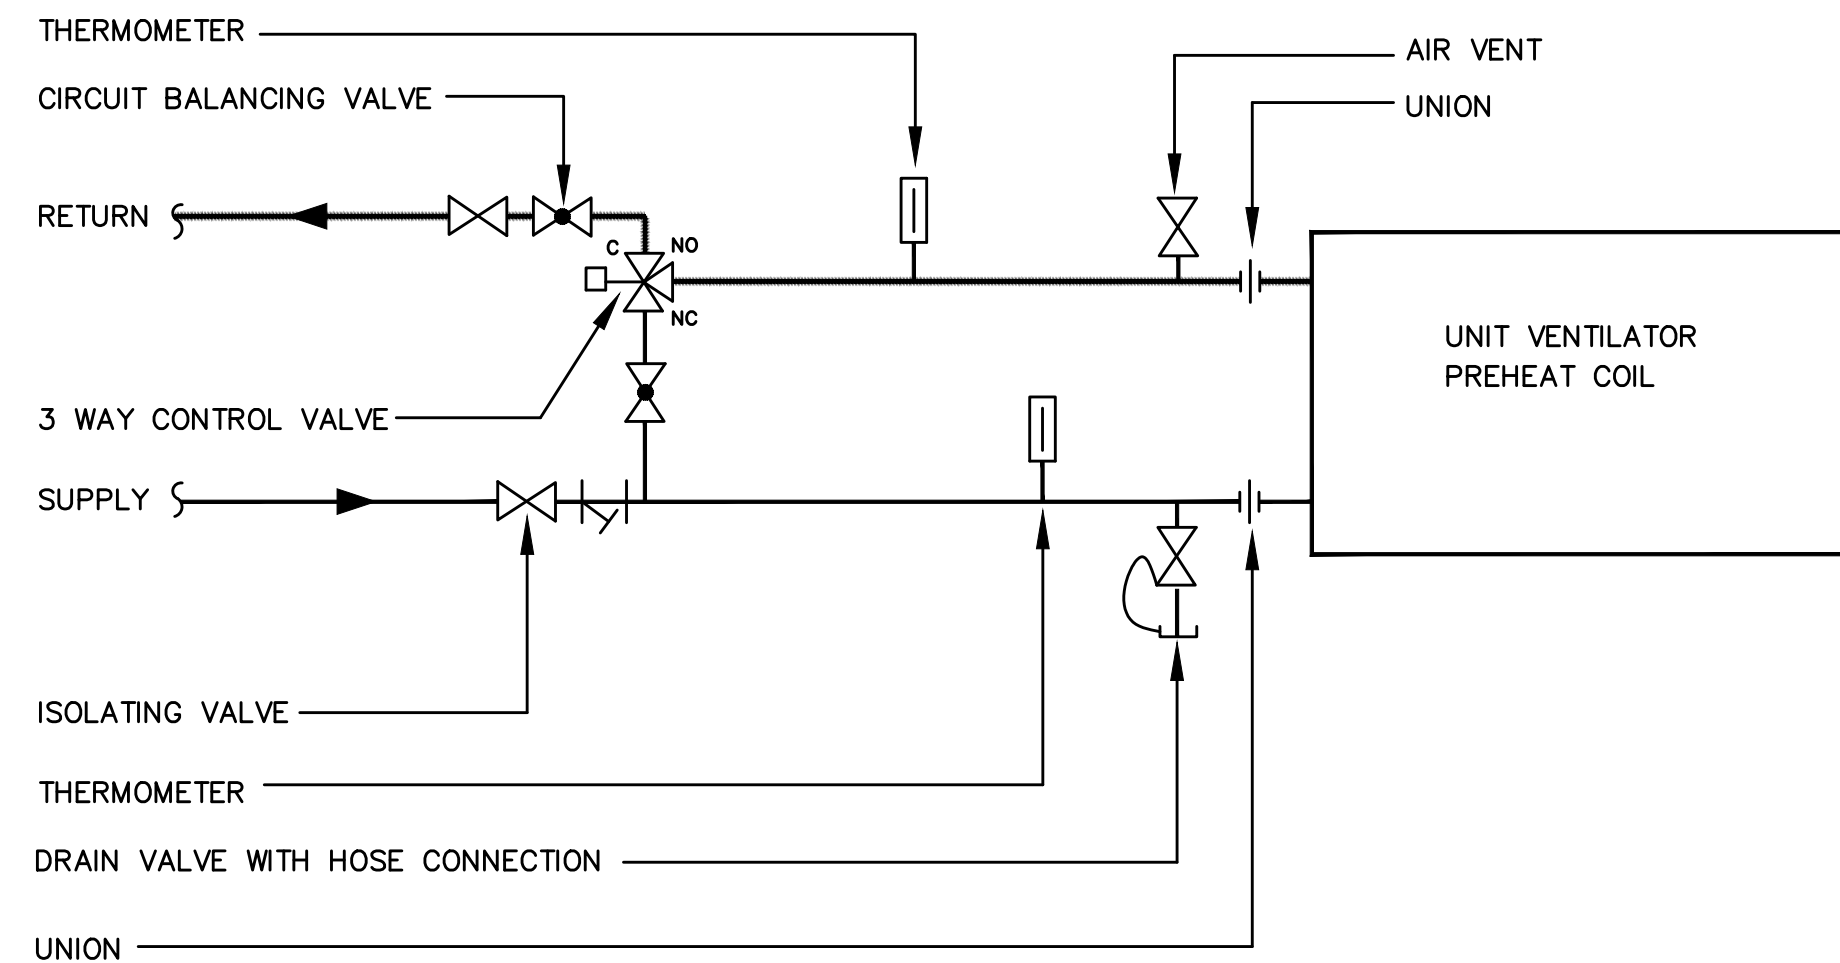 THERMOMETER
AIR VENT
CIRCUIT BALANCING VALVE
UNION
RETURN
C
NO
NC
UNIT VENTILATOR
PREHEAT COIL
3 WAY CONTROL VALVE
SUPPLY
ISOLATING VALVE
THERMOMETER
DRAIN VALVE WITH HOSE CONNECTION
UNION